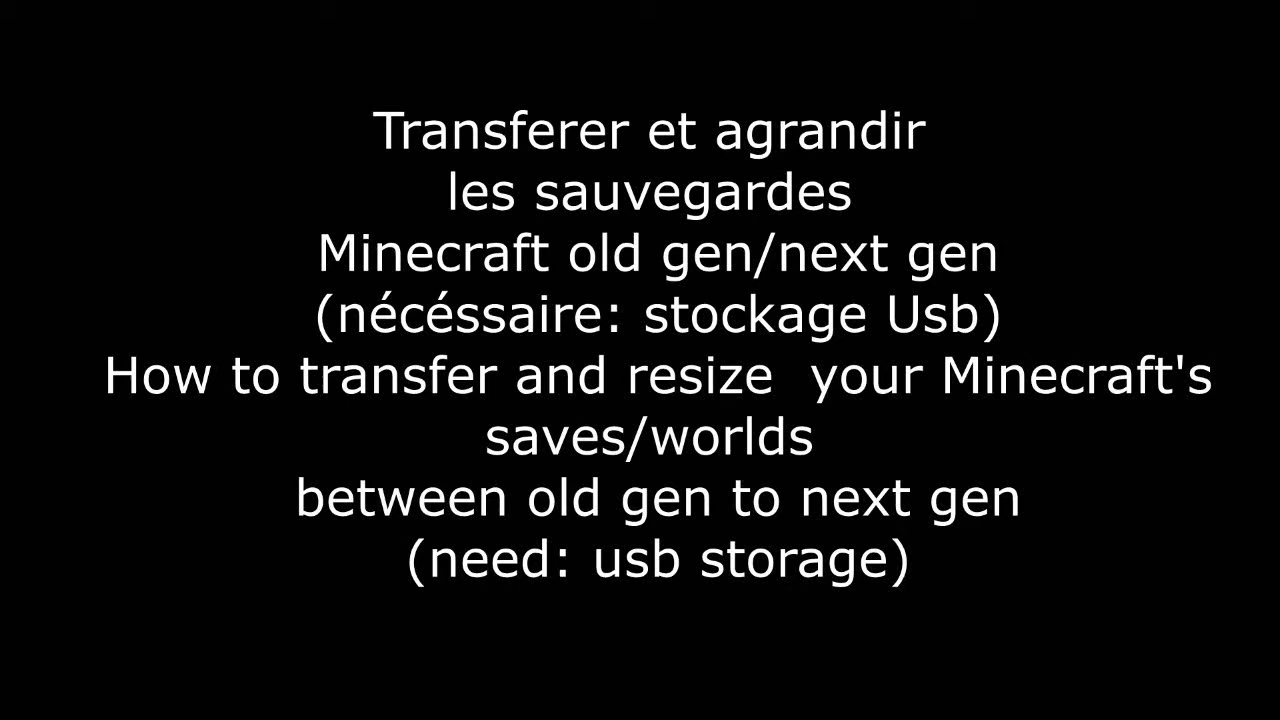 Transferer et agrandir
les sauvegardes
Minecraft old gen/next gen
(nécéssaire: stockage Usb)
How to transfer and resize  your Minecraft's
saves/worlds
between old gen to next gen
(need: usb storage)